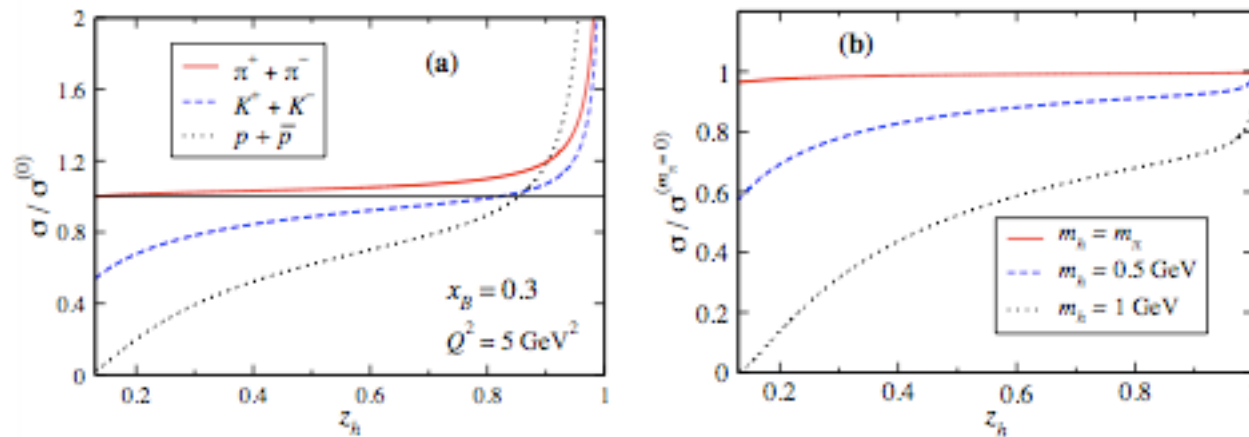 2
1.6
1.2
0.8
0.4
0
σ / σ^(0)
π⁺ + π⁻
K⁺ + K⁻
p + p̄
(a)
x_B = 0.3
Q² = 5 GeV²
0.2 0.4 0.6 0.8 1
z_h
(b)
1
0.8
0.6
0.4
0.2
0
σ / σ^(m_h=0)
m_h = m_π
m_h = 0.5 GeV
m_h = 1 GeV
0.2 0.4 0.6 0.8
z_h